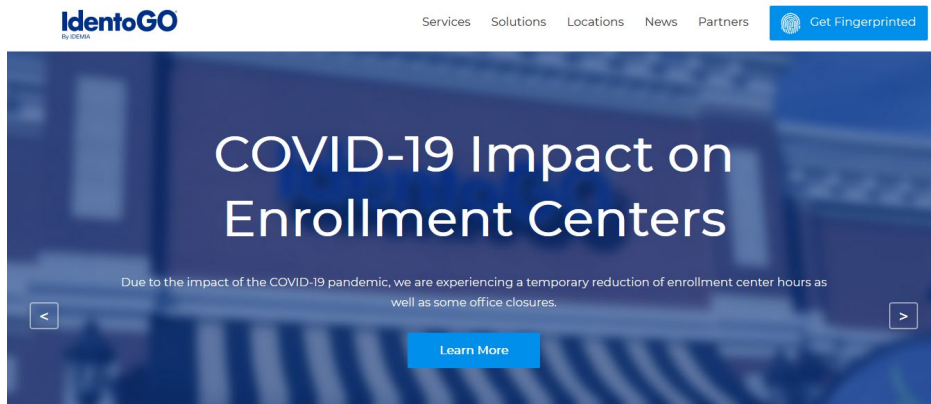 IdentoGO
By IDEMIA
Services Solutions Locations News Partners Get Fingerprinted
COVID-19 Impact on
Enrollment Centers
Due to the impact of the COVID-19 pandemic, we are experiencing a temporary reduction of enrollment center hours as
well as some office closures.
< >
Learn More